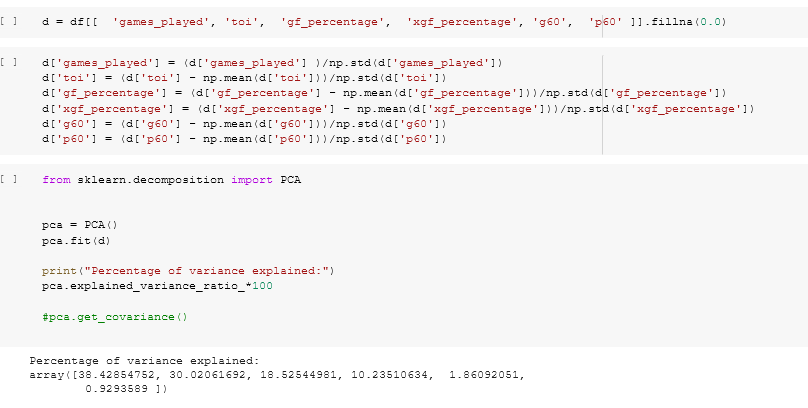 [ ] d = df[[  'games_played', 'toi',  'gf_percentage',  'xgf_percentage', 'g60',  'p60' ]].fillna(0.0)
[ ] d['games_played'] = (d['games_played'] )/np.std(d['games_played'])
d['toi'] = (d['toi'] - np.mean(d['toi']))/np.std(d['toi'])
d['gf_percentage'] = (d['gf_percentage'] - np.mean(d['gf_percentage']))/np.std(d['gf_percentage'])
d['xgf_percentage'] = (d['xgf_percentage'] - np.mean(d['xgf_percentage']))/np.std(d['xgf_percentage'])
d['g60'] = (d['g60'] - np.mean(d['g60']))/np.std(d['g60'])
d['p60'] = (d['p60'] - np.mean(d['p60']))/np.std(d['p60'])
[ ] from sklearn.decomposition import PCA
pca = PCA()
pca.fit(d)
print("Percentage of variance explained:")
pca.explained_variance_ratio_*100
#pca.get_covariance()
Percentage of variance explained:
array([38.42854752, 30.02061692, 18.52544981, 10.23510634,  1.86092051,
0.9293589 ])